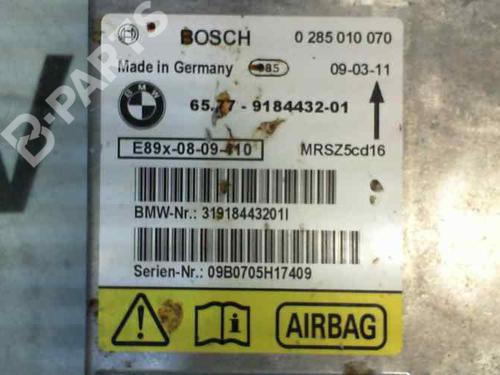 BOSCH 0 285 010 070
Made in Germany 085 09-03-11
BMW
65.77 - 9184432-01
E89x-08-09-410 MRSZ5cd16
BMW-Nr.: 31918443201I
Serien-Nr.: 09B0705H17409
AIRBAG
B-PARTS